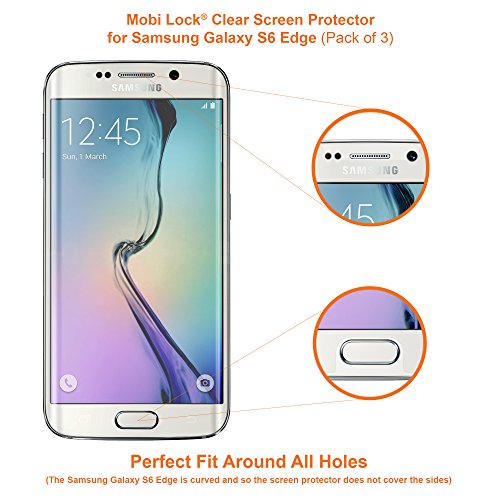 Mobi Lock® Clear Screen Protector
for Samsung Galaxy S6 Edge (Pack of 3)
SAMSUNG
12:45
Sun, 1 March
SAMSUNG
45
Perfect Fit Around All Holes
(The Samsung Galaxy S6 Edge is curved and so the screen protector does not cover the sides)